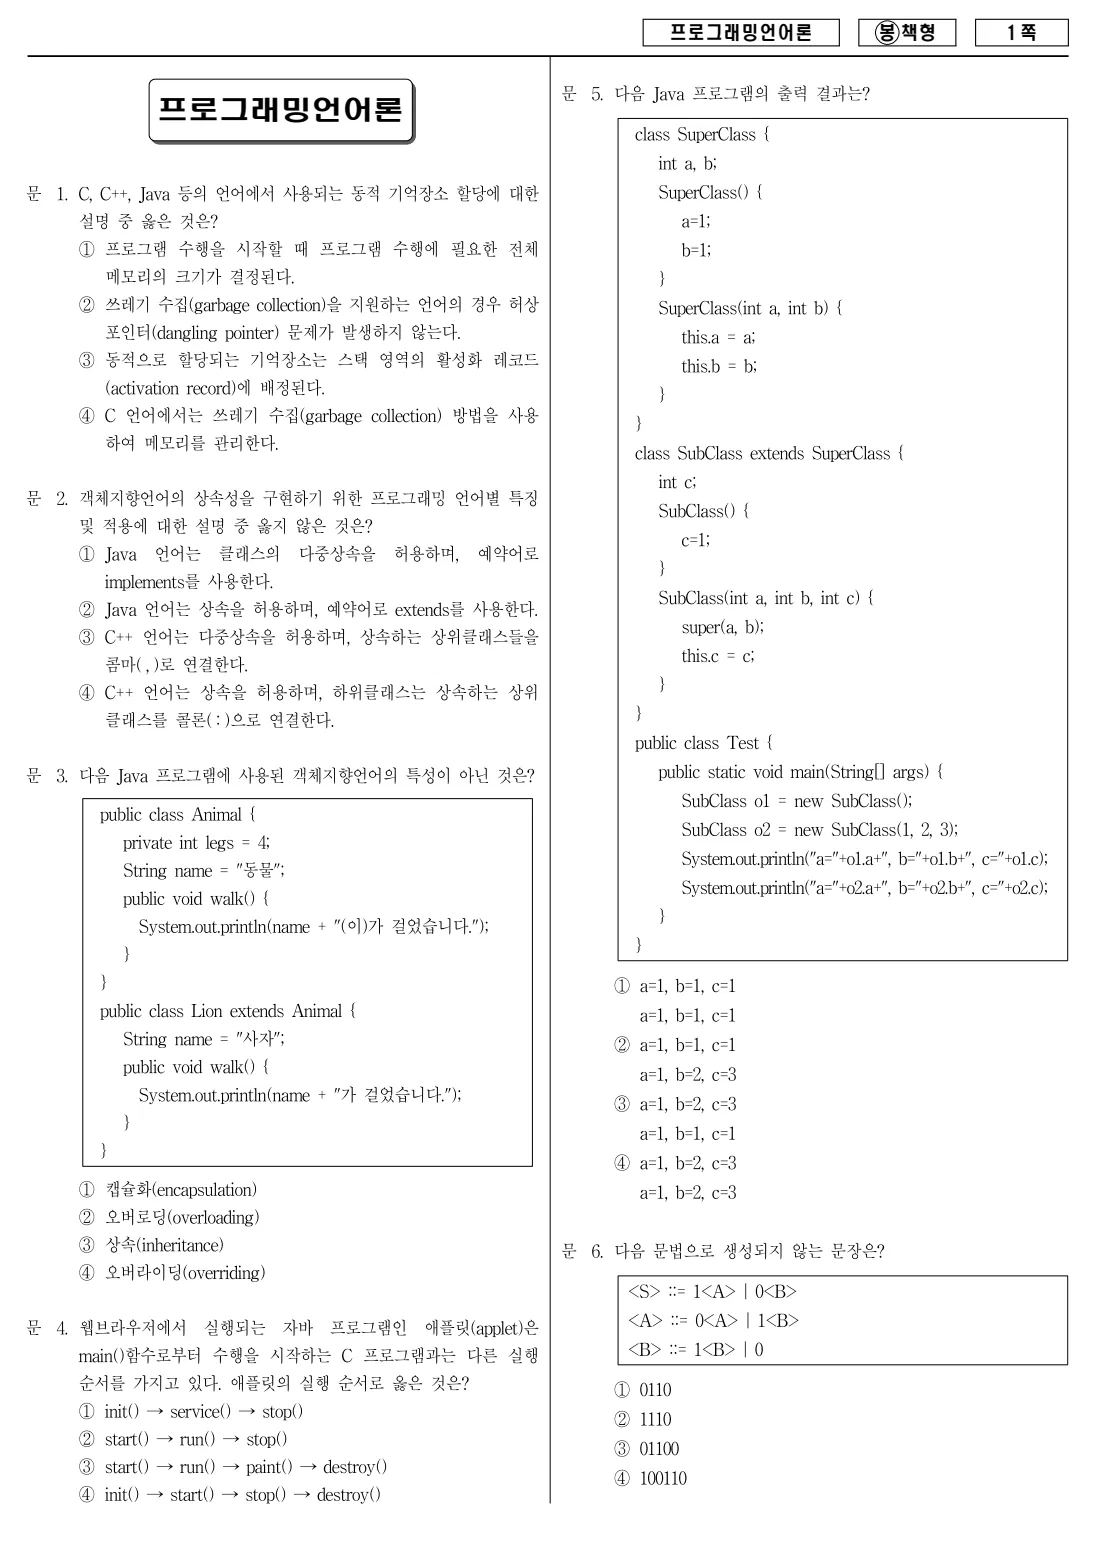 프로그래밍언어론
봉책형
1쪽
프로그래밍언어론
문 1. C, C++, Java 등의 언어에서 사용되는 동적 기억장소 할당에 대한
설명 중 옳은 것은?
① 프로그램 수행을 시작할 때 프로그램 수행에 필요한 전체
메모리의 크기가 결정된다.
② 쓰레기 수집(garbage collection)을 지원하는 언어의 경우 허상
포인터(dangling pointer) 문제가 발생하지 않는다.
③ 동적으로 할당되는 기억장소는 스택 영역의 활성화 레코드
(activation record)에 배정된다.
④ C 언어에서는 쓰레기 수집(garbage collection) 방법을 사용
하여 메모리를 관리한다.
문 2. 객체지향언어의 상속성을 구현하기 위한 프로그래밍 언어별 특징
및 적용에 대한 설명 중 옳지 않은 것은?
① Java 언어는 클래스의 다중상속을 허용하며, 예약어로
implements를 사용한다.
② Java 언어는 상속을 허용하며, 예약어로 extends를 사용한다.
③ C++ 언어는 다중상속을 허용하며, 상속하는 상위클래스들을
콤마( , )로 연결한다.
④ C++ 언어는 상속을 허용하며, 하위클래스는 상속하는 상위
클래스를 콜론( : )으로 연결한다.
문 3. 다음 Java 프로그램에 사용된 객체지향언어의 특성이 아닌 것은?
public class Animal {
private int legs = 4;
String name = "동물";
public void walk() {
System.out.println(name + "(이)가 걸었습니다.");
}
}
public class Lion extends Animal {
String name = "사자";
public void walk() {
System.out.println(name + "가 걸었습니다.");
}
}
① 캡슐화(encapsulation)
② 오버로딩(overloading)
③ 상속(inheritance)
④ 오버라이딩(overriding)
문 4. 웹브라우저에서 실행되는 자바 프로그램인 애플릿(applet)은
main()함수로부터 수행을 시작하는 C 프로그램과는 다른 실행
순서를 가지고 있다. 애플릿의 실행 순서로 옳은 것은?
① init() → service() → stop()
② start() → run() → stop()
③ start() → run() → paint() → destroy()
④ init() → start() → stop() → destroy()
문 5. 다음 Java 프로그램의 출력 결과는?
class SuperClass {
int a, b;
SuperClass() {
a=1;
b=1;
}
SuperClass(int a, int b) {
this.a = a;
this.b = b;
}
}
class SubClass extends SuperClass {
int c;
SubClass() {
c=1;
}
SubClass(int a, int b, int c) {
super(a, b);
this.c = c;
}
}
public class Test {
public static void main(String[] args) {
SubClass o1 = new SubClass();
SubClass o2 = new SubClass(1, 2, 3);
System.out.println("a="+o1.a+", b="+o1.b+", c="+o1.c);
System.out.println("a="+o2.a+", b="+o2.b+", c="+o2.c);
}
}
① a=1, b=1, c=1
a=1, b=1, c=1
② a=1, b=1, c=1
a=1, b=2, c=3
③ a=1, b=2, c=3
a=1, b=1, c=1
④ a=1, b=2, c=3
a=1, b=2, c=3
문 6. 다음 문법으로 생성되지 않는 문장은?
<S> ::= 1<A> | 0<B>
<A> ::= 0<A> | 1<B>
<B> ::= 1<B> | 0
① 0110
② 1110
③ 01100
④ 100110